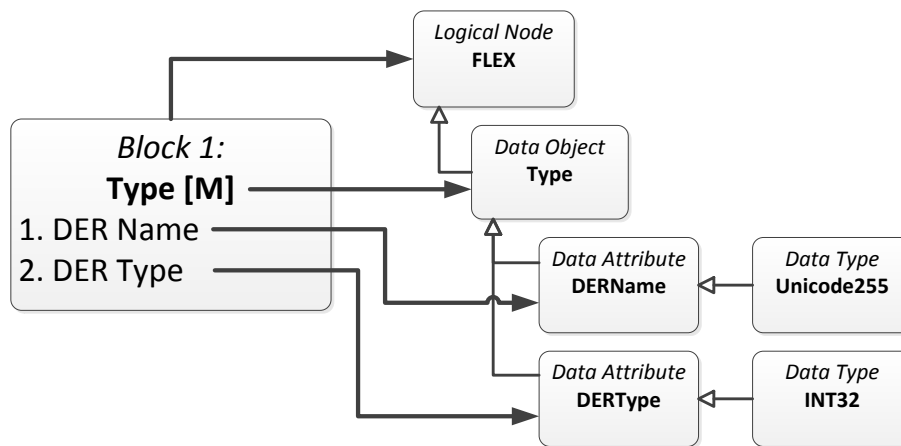 Logical Node
FLEX
Block 1:
Type [M]
1. DER Name
2. DER Type
Data Object
Type
Data Attribute
DERName
Data Type
Unicode255
Data Attribute
DERType
Data Type
INT32